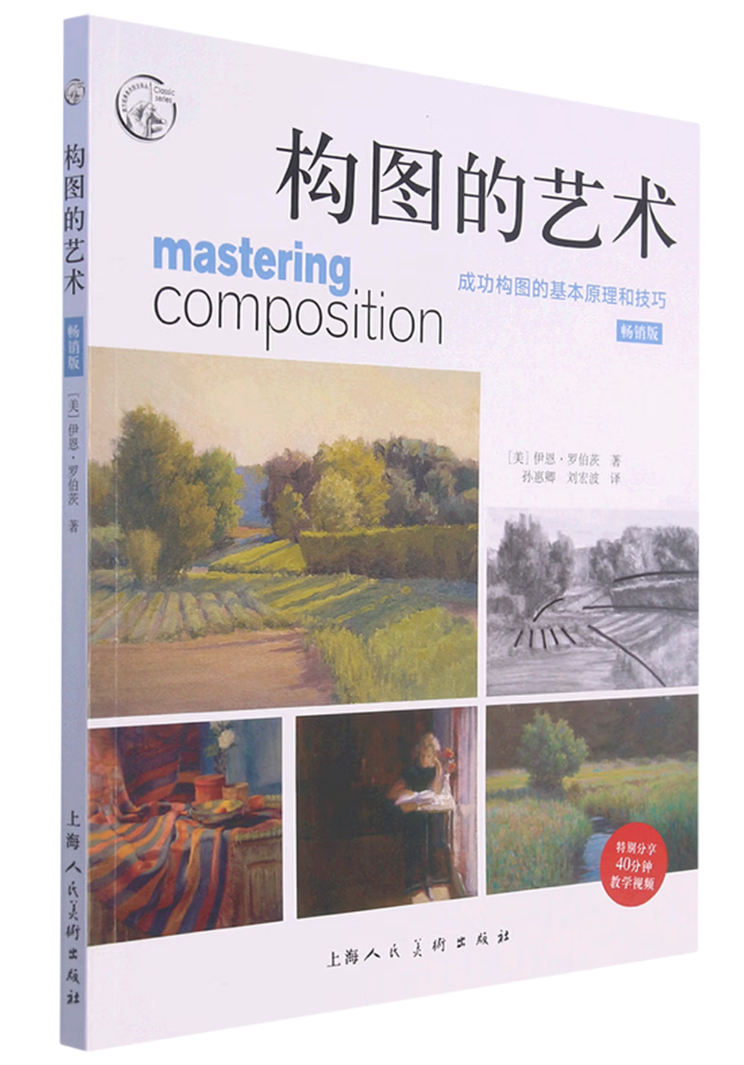 Classic
series
构图的艺术
mastering
composition
成功构图的基本原理和技巧
畅销版
[美] 伊恩·罗伯茨 著
孙惠卿 刘宏波 译
特别分享
40分钟
教学视频
上海人民美術出版社
构图的艺术
畅销版
[美] 伊恩·罗伯茨 著
上海人民美術出版社